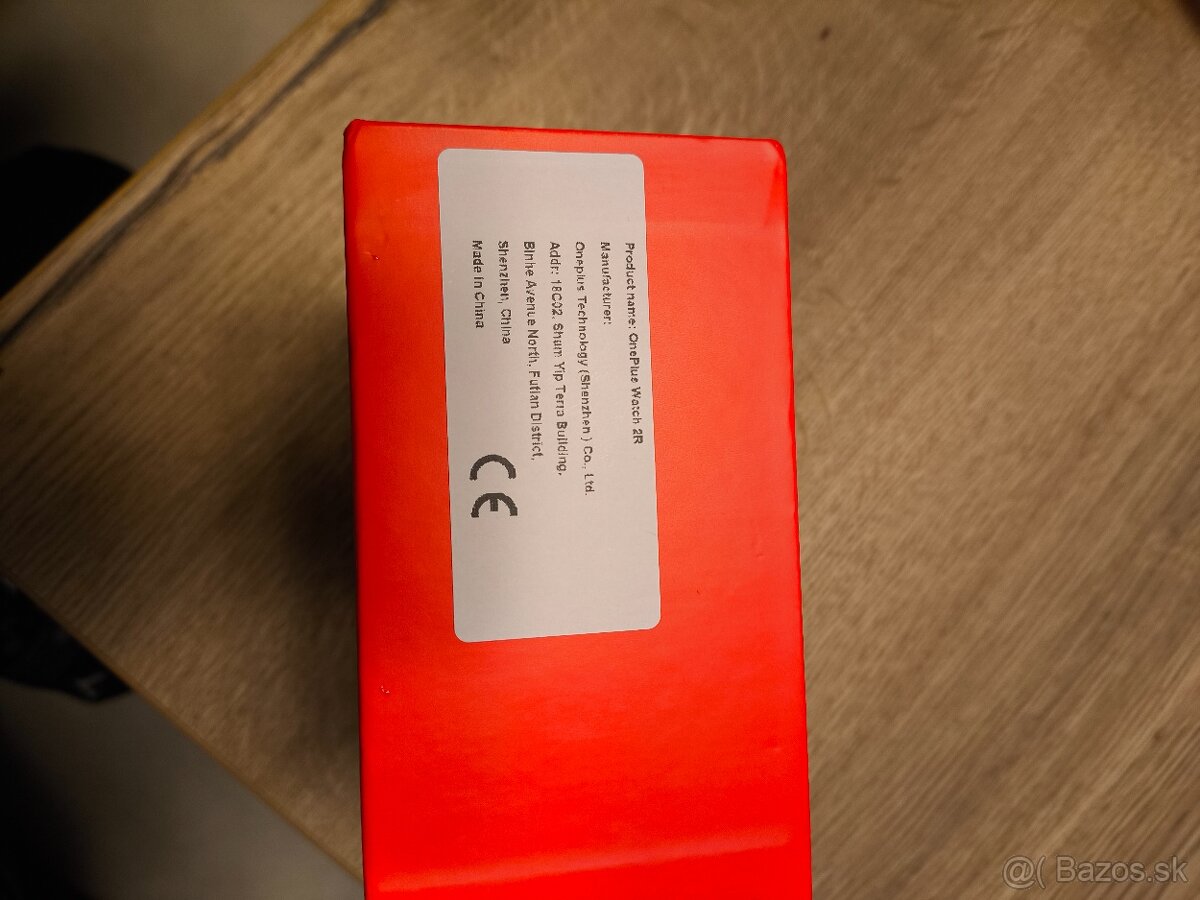 Product name: OnePlus Watch 2R
Manufacturer:
Oneplus Technology (Shenzhen ) Co., Ltd.
Addr: 18C02, Shum Yip Terra Building,
Binhe Avenue North, Futian District,
Shenzhen, China
Made in China
CE
@( Bazos.sk